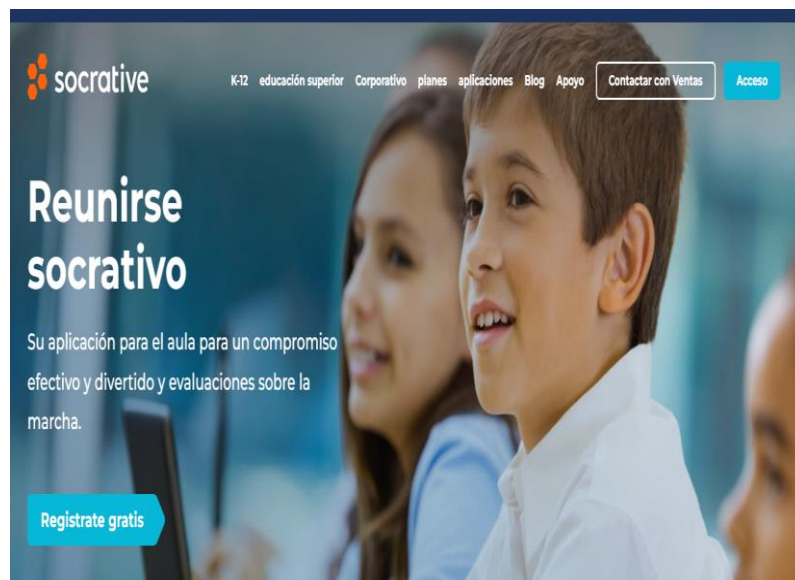 socrative
K-12 educación superior Corporativo planes aplicaciones Blog Apoyo Contactar con Ventas Acceso
Reunirse
socrativo
Su aplicación para el aula para un compromiso
efectivo y divertido y evaluaciones sobre la
marcha.
Registrate gratis